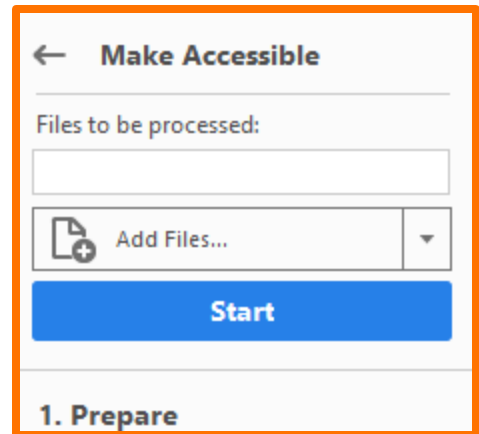 Make Accessible
Files to be processed:
Add Files...
Start
1. Prepare